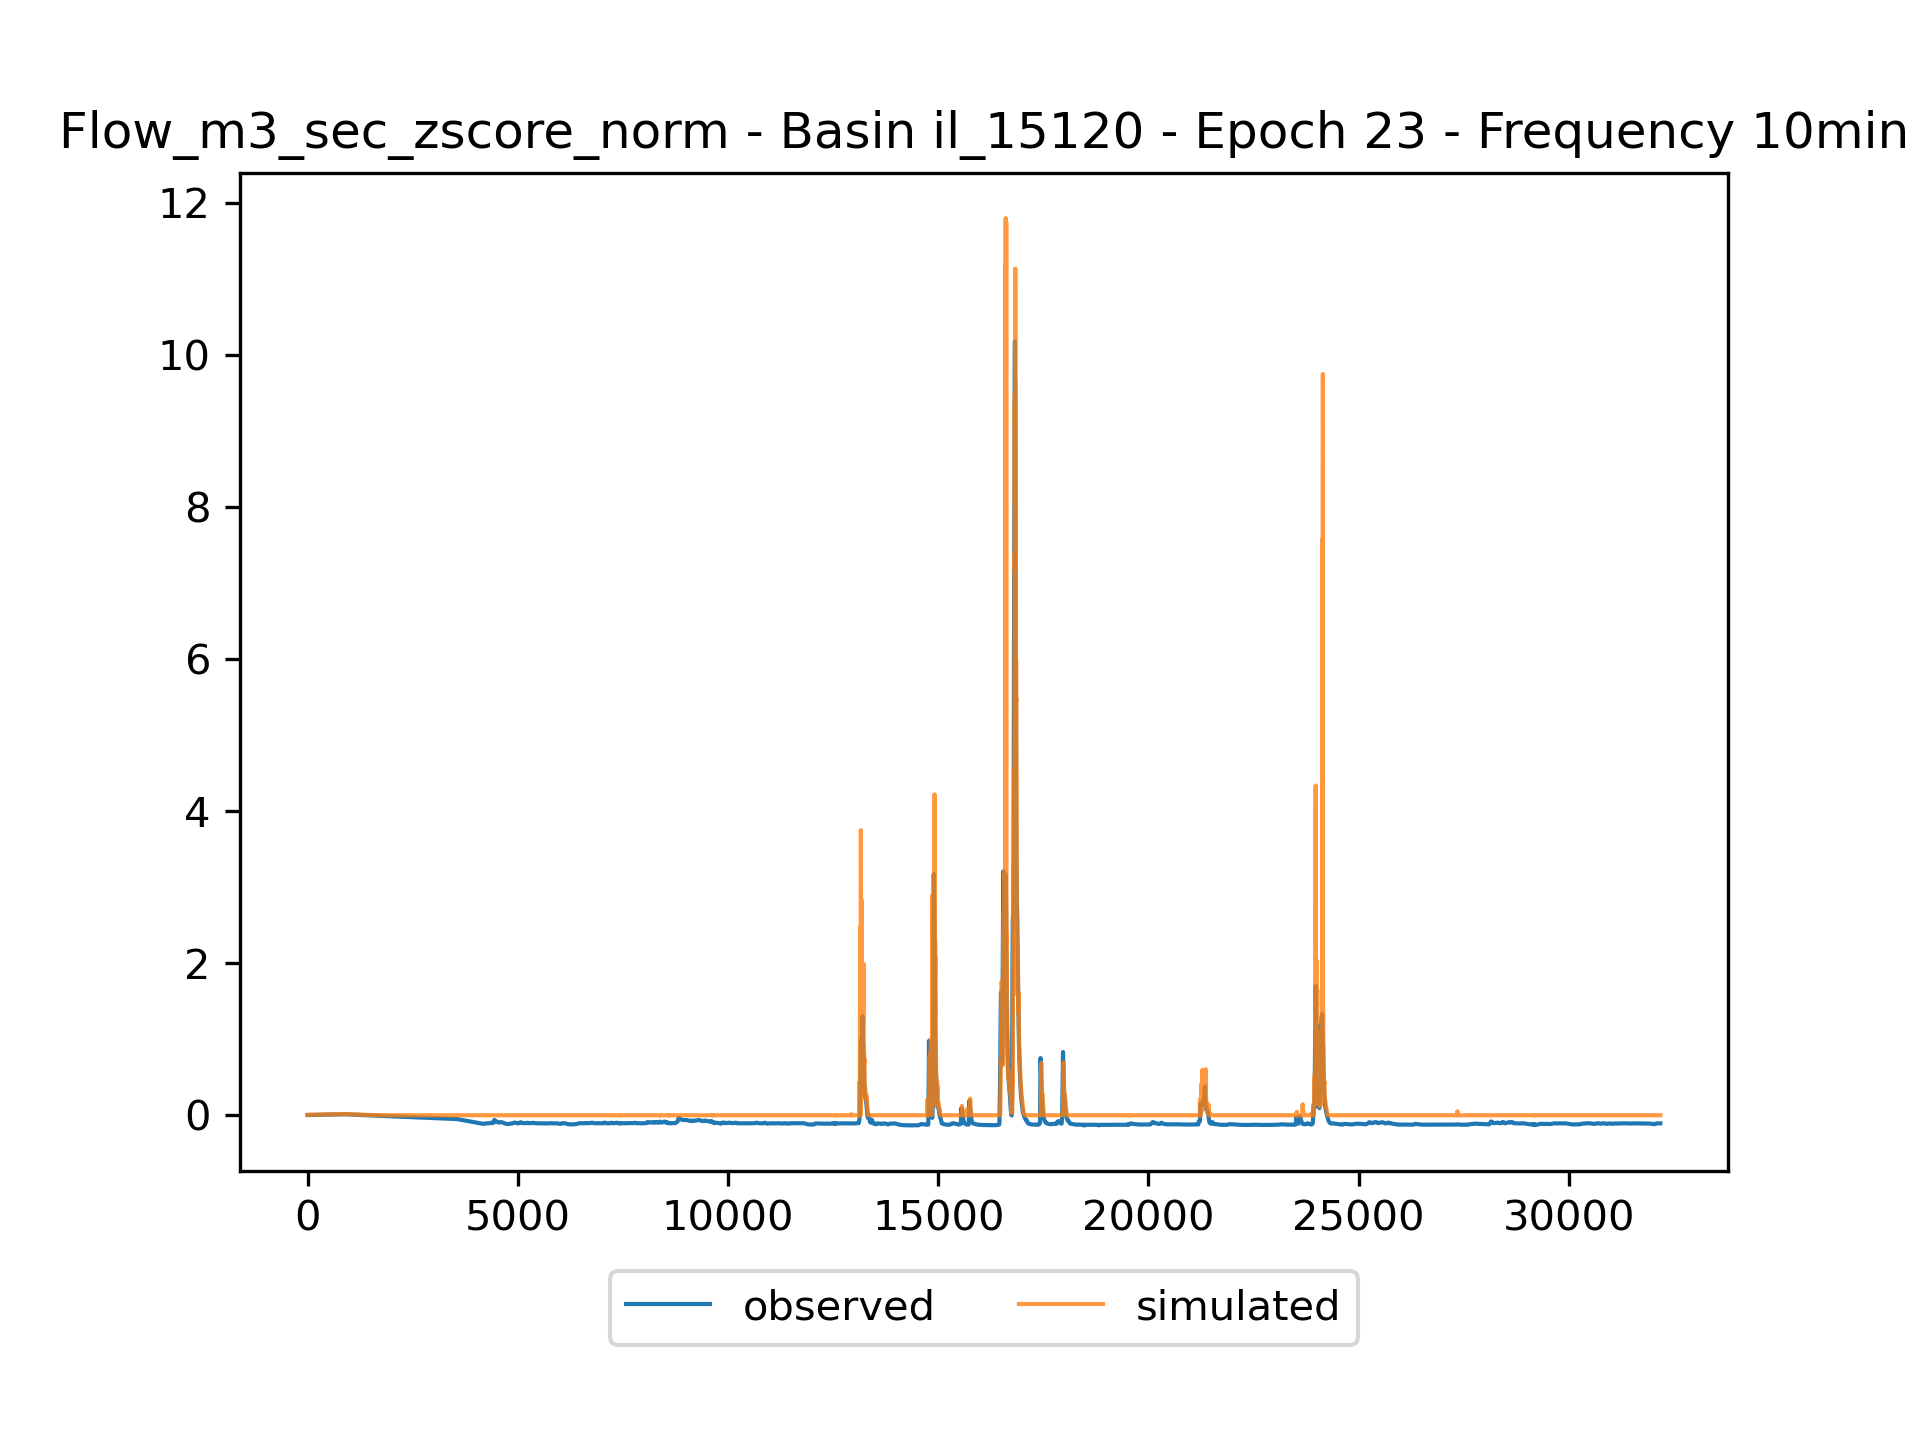 Flow_m3_sec_zscore_norm - Basin il_15120 - Epoch 23 - Frequency 10min
12
10
8
6
4
2
0
0 5000 10000 15000 20000 25000 30000
observed simulated